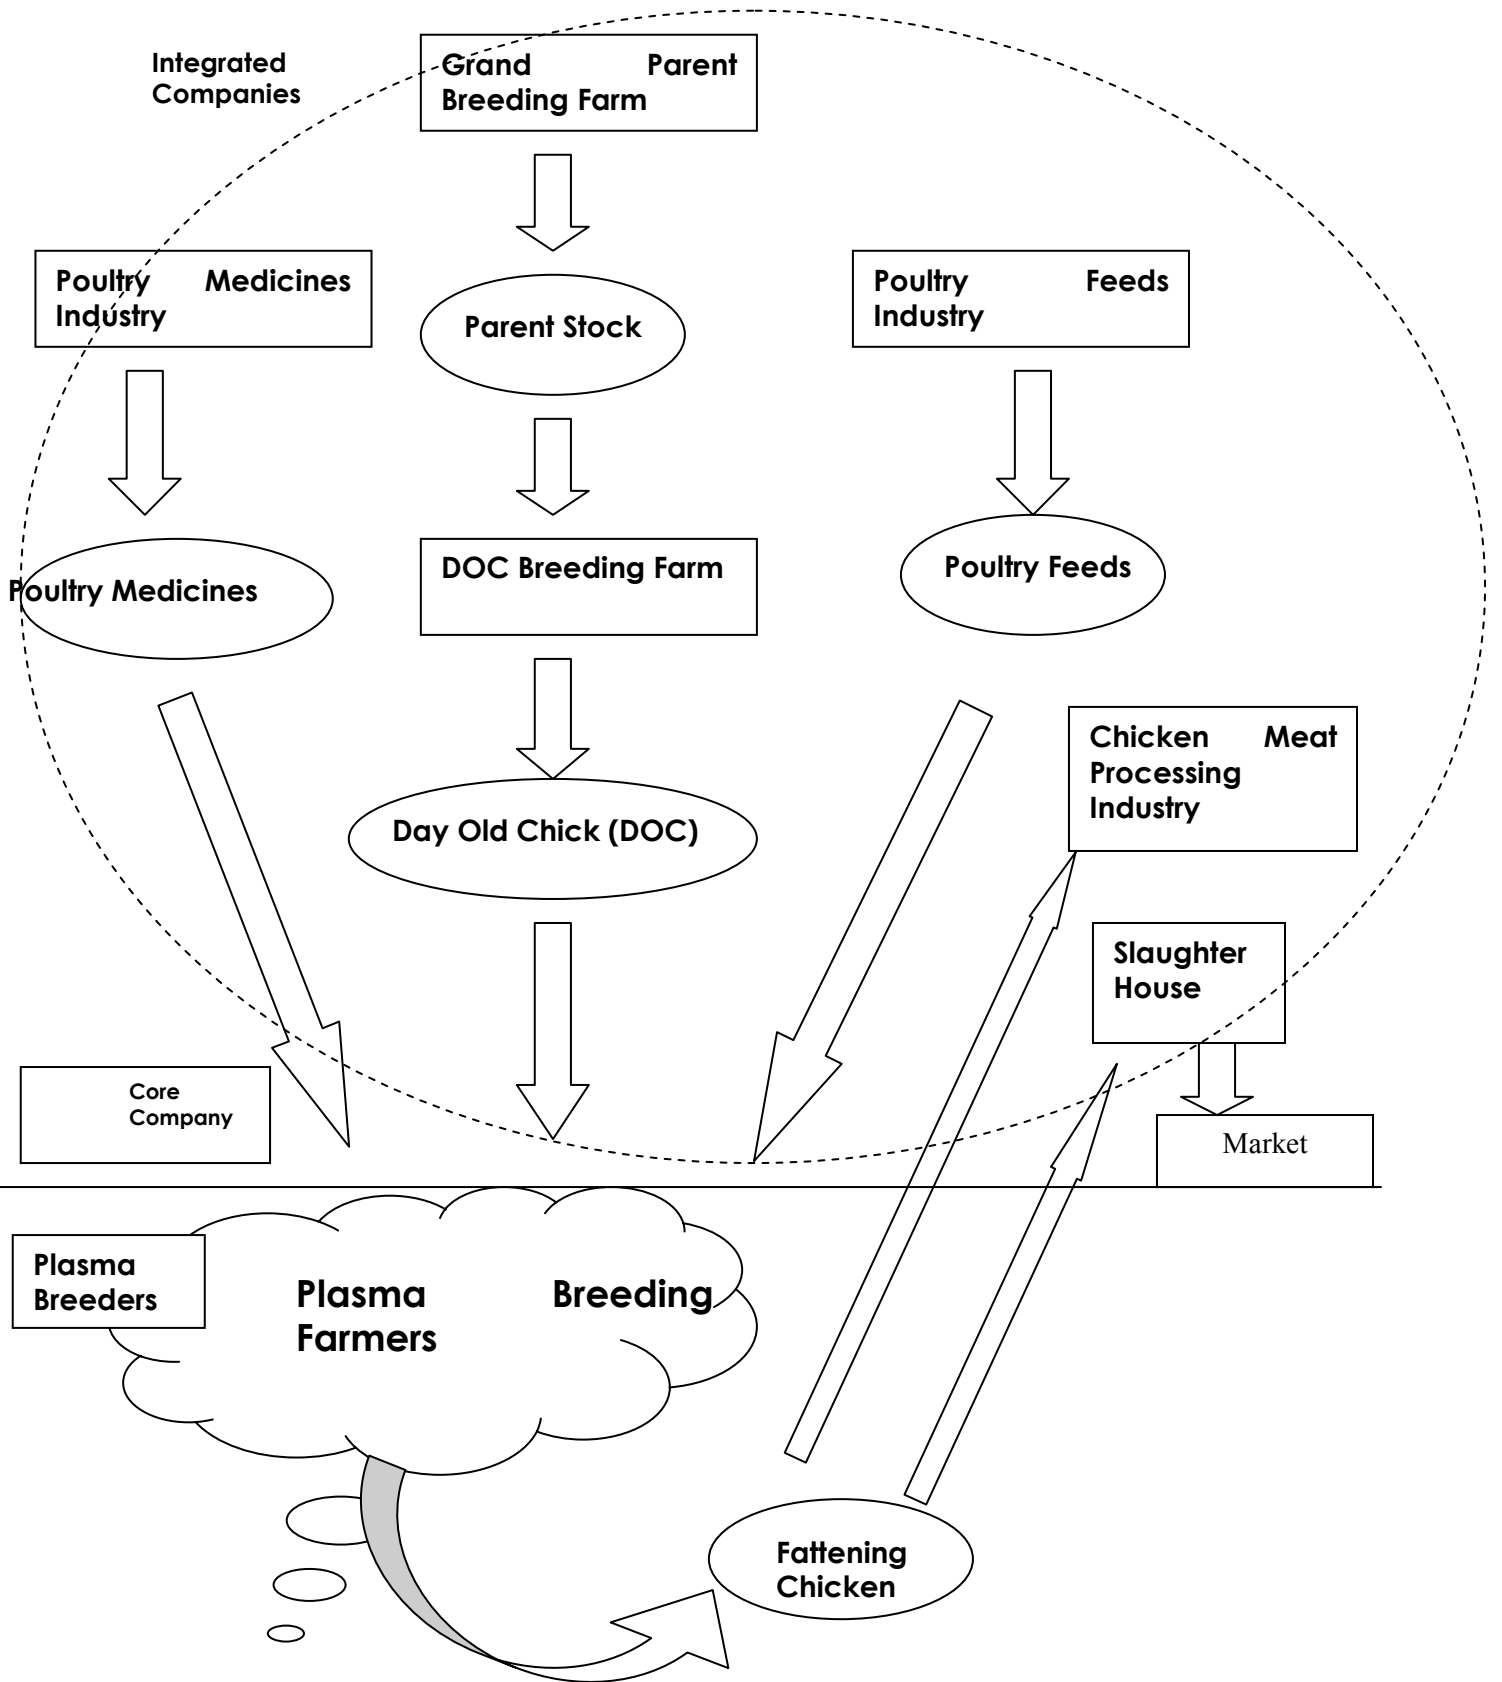 Integrated
Companies
Grand Parent
Breeding Farm
Poultry Medicines
Industry
Parent Stock
Poultry Feeds
Industry
Poultry Medicines
DOC Breeding Farm
Poultry Feeds
Chicken Meat
Processing
Industry
Day Old Chick (DOC)
Slaughter
House
Core
Company
Market
Plasma
Breeders
Plasma Breeding
Farmers
Fattening
Chicken